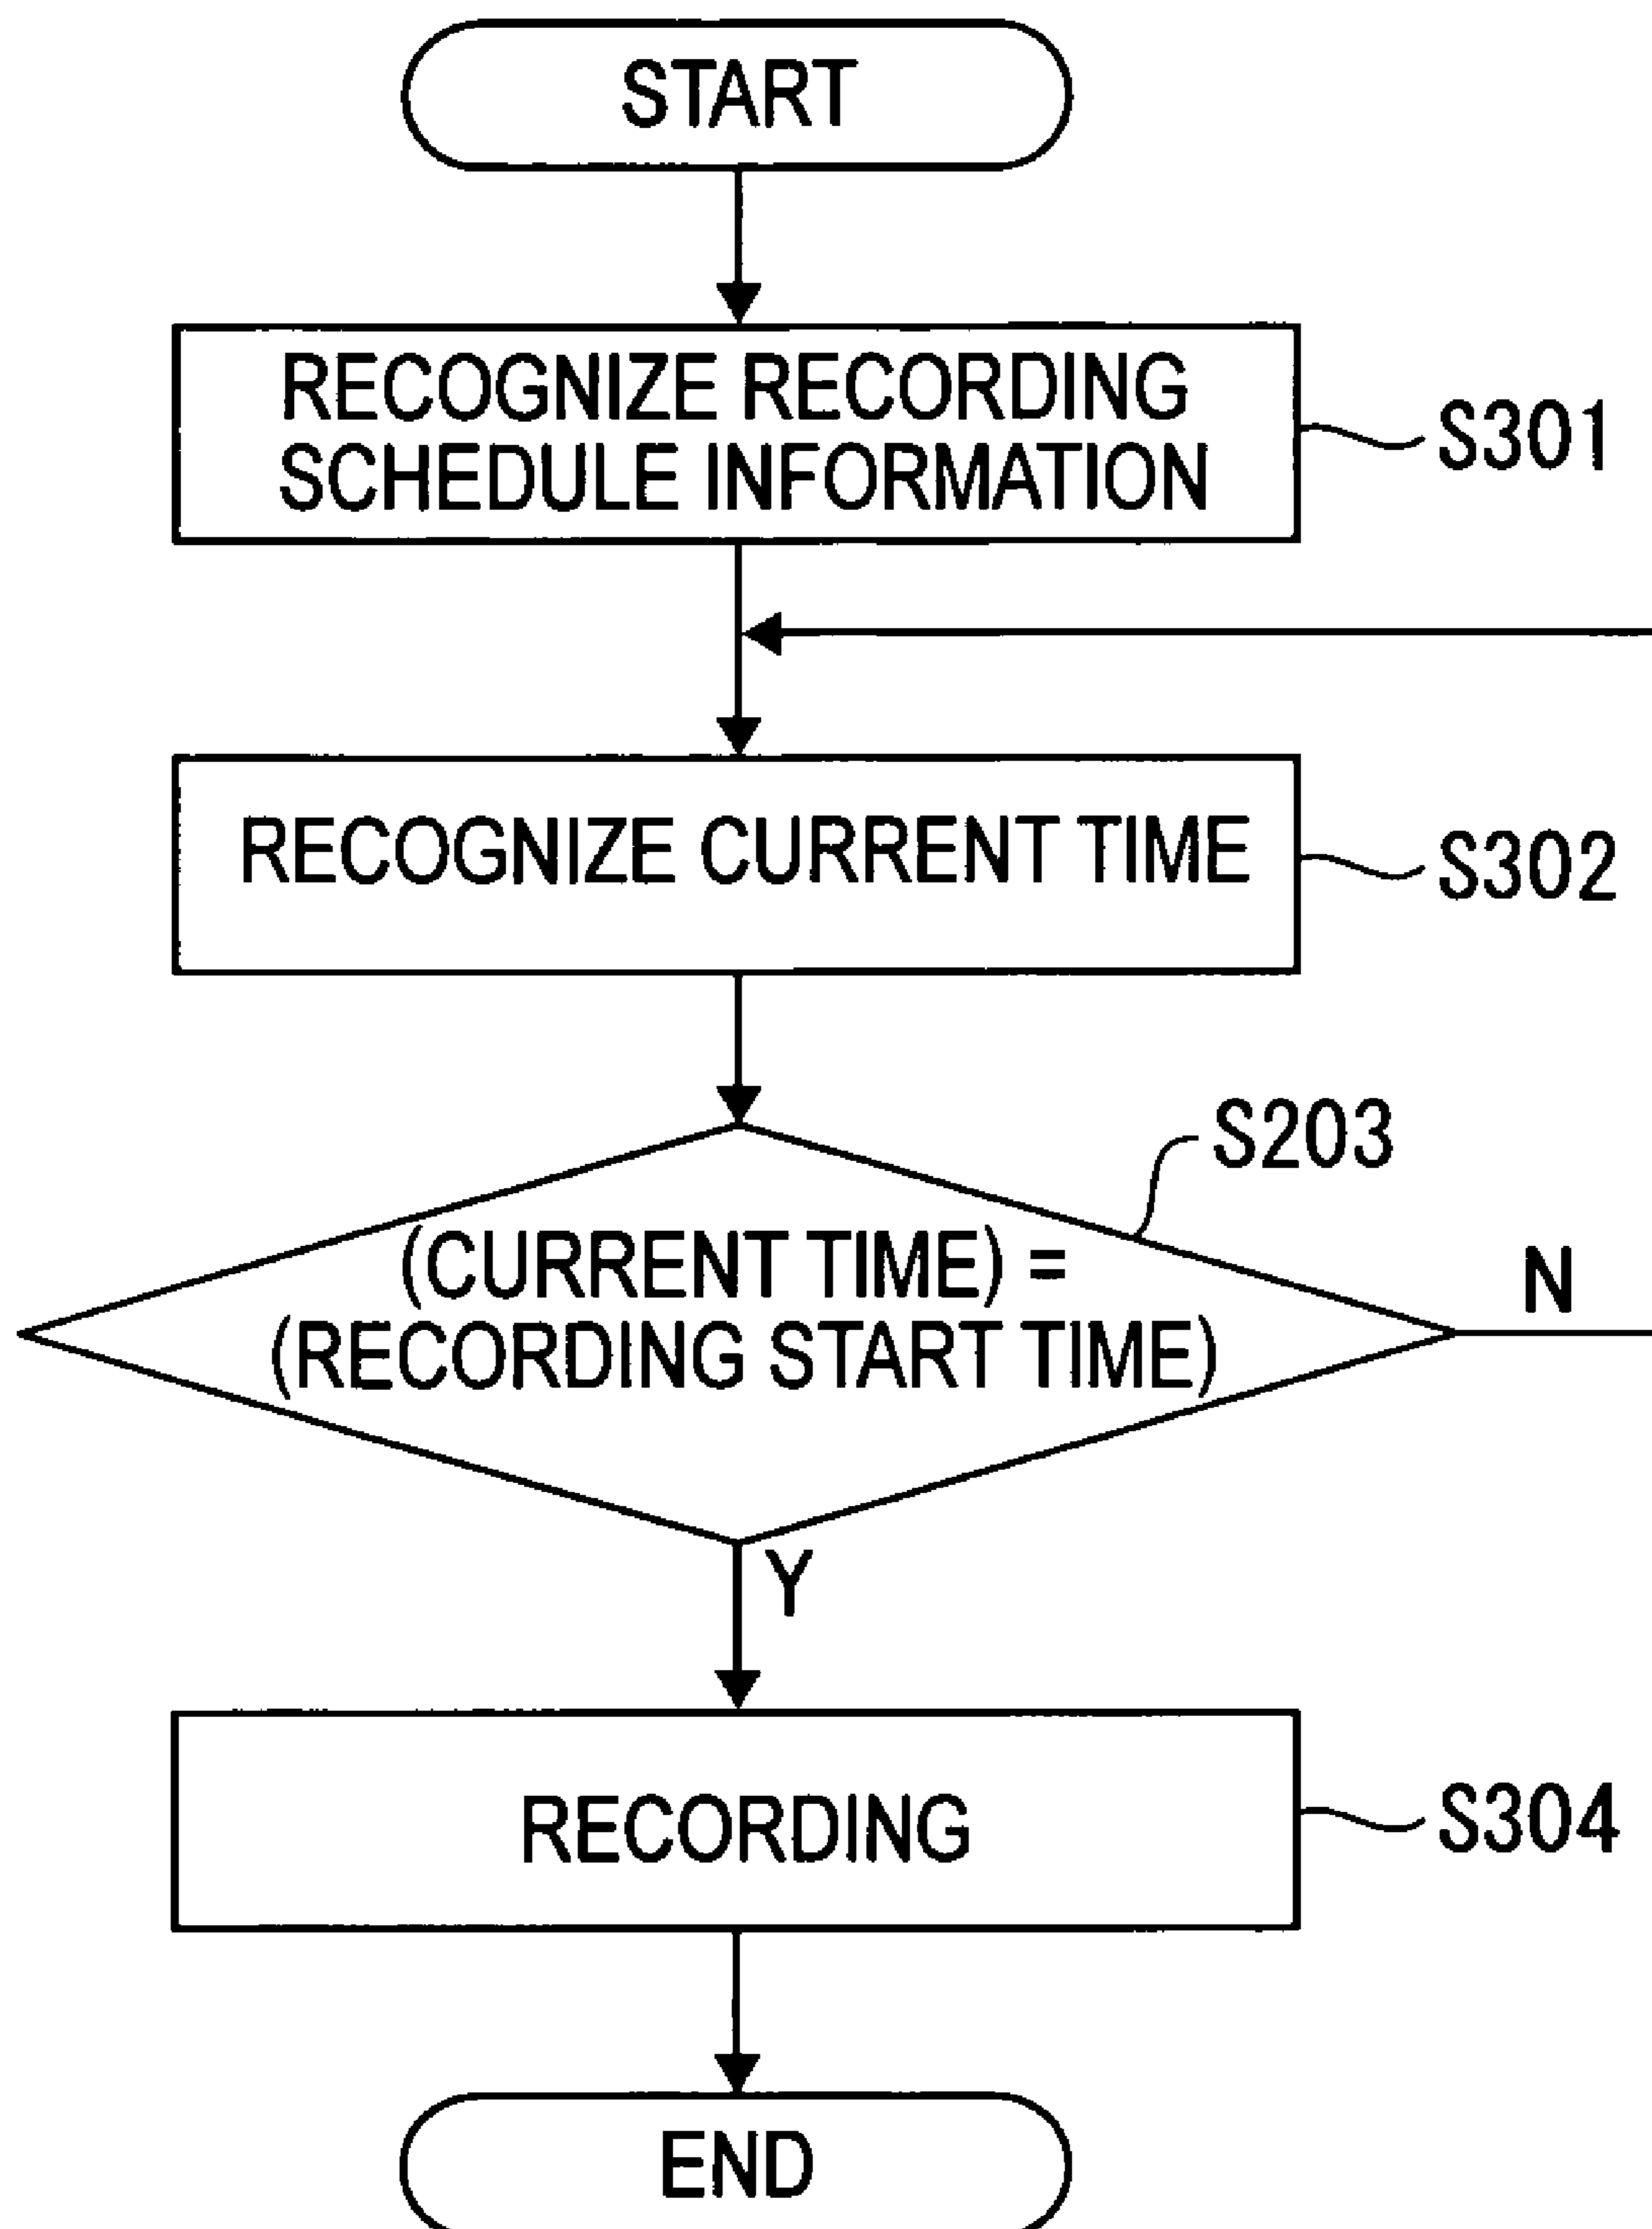 START
RECOGNIZE RECORDING
SCHEDULE INFORMATION
S301
RECOGNIZE CURRENT TIME
S302
S203
(CURRENT TIME) =
(RECORDING START TIME)
N
Y
RECORDING
S304
END